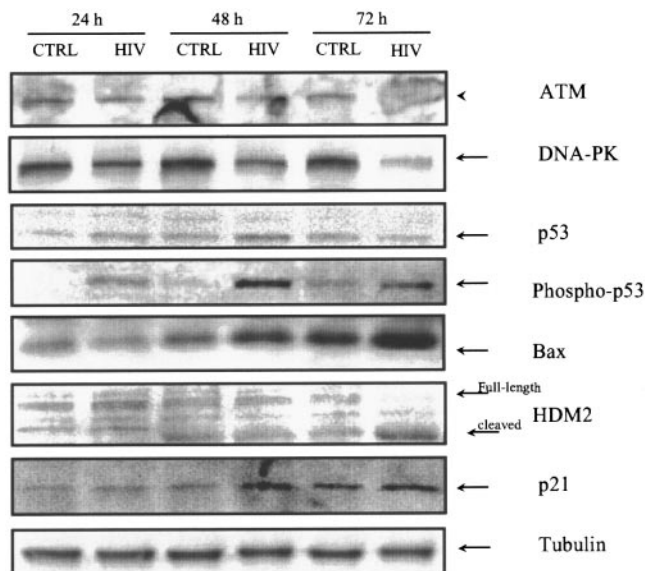 24 h 48 h 72 h
CTRL HIV CTRL HIV CTRL HIV
ATM
DNA-PK
p53
Phospho-p53
Bax
Full-length
HDM2
cleaved
p21
Tubulin